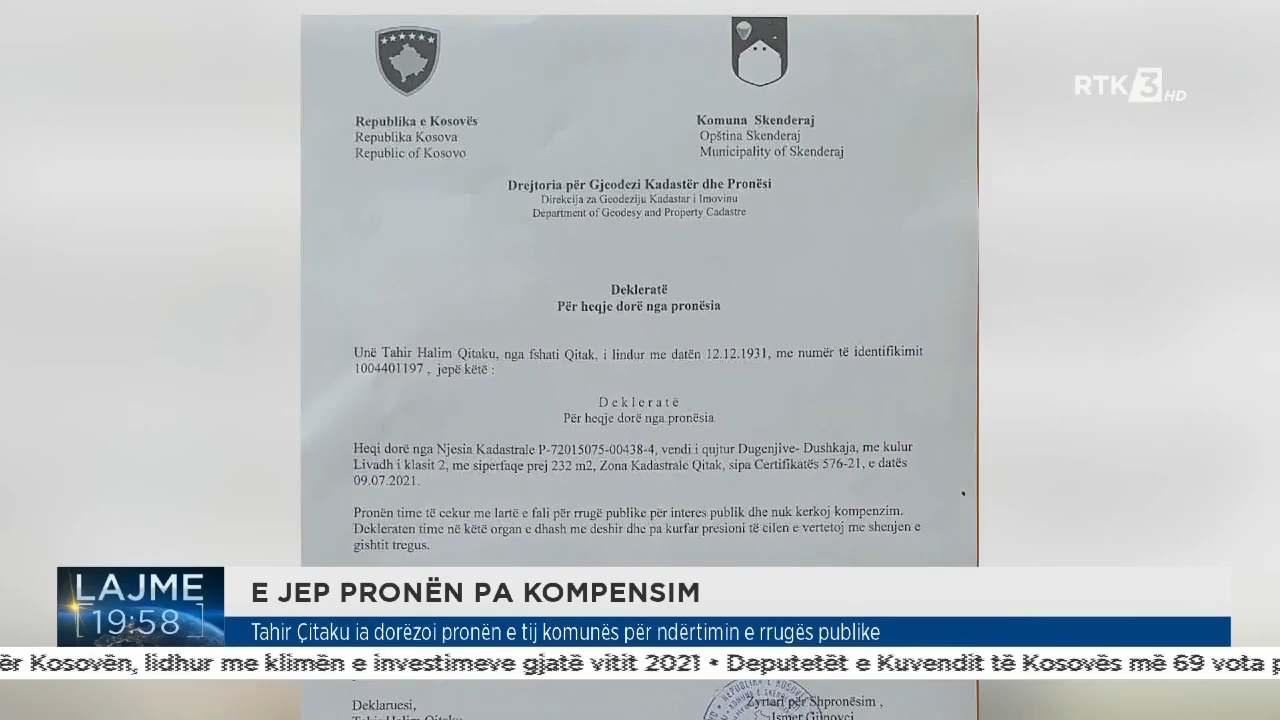 RTK 3 HD
Republika e Kosovës
Republika Kosova
Republic of Kosovo
Komuna Skenderaj
Opština Skenderaj
Municipality of Skenderaj
Drejtoria për Gjeodezi Kadastër dhe Pronësi
Direkcija za Geodeziju Kadastar i Imovinu
Department of Geodesy and Property Cadastre
Dekleratë
Për heqje dorë nga pronësia
Unë Tahir Halim Qitaku, nga fshati Qitak, i lindur me datën 12.12.1931, me numër të identifikimit
1004401197 , jepë këtë :
D e k l e r a t ë
Për heqje dorë nga pronësia
Heqi dorë nga Njesia Kadastrale P-72015075-00438-4, vendi i qujtur Dugenjive- Dushkaja, me kulur
Livadh i klasit 2, me siperfaqe prej 232 m2, Zona Kadastrale Qitak, sipa Certifikatës 576-21, e datës
09.07.2021.
Pronën time të cekur me lartë e fali për rrugë publike për interes publik dhe nuk kerkoj kompenzim.
Dekleraten time në këtë organ e dhash me deshir dhe pa kurfar presioni të cilen e vertetoj me shenjen e
gishtit tregus.
LAJME
19:58
E JEP PRONËN PA KOMPENSIM
Tahir Çitaku ia dorëzoi pronën e tij komunës për ndërtimin e rrugës publike
ër Kosovën, lidhur me klimën e investimeve gjatë vitit 2021 • Deputetët e Kuvendit të Kosovës më 69 vota p
Deklaruesi,
Tahir Halim Qitaku
Zyrtari për Shpronësim ,
Ismet